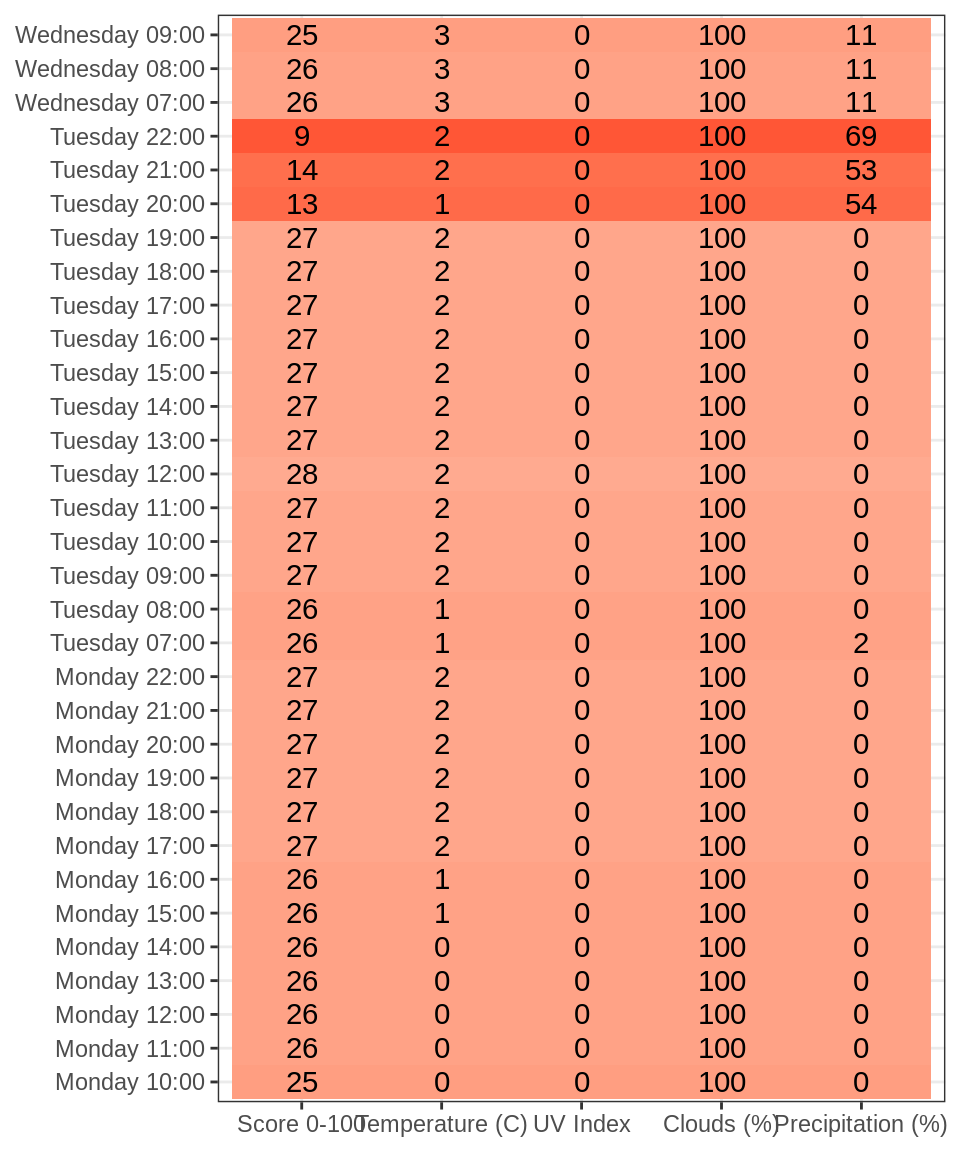 Wednesday 09:00 25 3 0 100 11
Wednesday 08:00 26 3 0 100 11
Wednesday 07:00 26 3 0 100 11
Tuesday 22:00 9 2 0 100 69
Tuesday 21:00 14 2 0 100 53
Tuesday 20:00 13 1 0 100 54
Tuesday 19:00 27 2 0 100 0
Tuesday 18:00 27 2 0 100 0
Tuesday 17:00 27 2 0 100 0
Tuesday 16:00 27 2 0 100 0
Tuesday 15:00 27 2 0 100 0
Tuesday 14:00 27 2 0 100 0
Tuesday 13:00 27 2 0 100 0
Tuesday 12:00 28 2 0 100 0
Tuesday 11:00 27 2 0 100 0
Tuesday 10:00 27 2 0 100 0
Tuesday 09:00 27 2 0 100 0
Tuesday 08:00 26 1 0 100 0
Tuesday 07:00 26 1 0 100 2
Monday 22:00 27 2 0 100 0
Monday 21:00 27 2 0 100 0
Monday 20:00 27 2 0 100 0
Monday 19:00 27 2 0 100 0
Monday 18:00 27 2 0 100 0
Monday 17:00 27 2 0 100 0
Monday 16:00 26 1 0 100 0
Monday 15:00 26 1 0 100 0
Monday 14:00 26 0 0 100 0
Monday 13:00 26 0 0 100 0
Monday 12:00 26 0 0 100 0
Monday 11:00 26 0 0 100 0
Monday 10:00 25 0 0 100 0
Score 0-100 Temperature (C) UV Index Clouds (%) Precipitation (%)